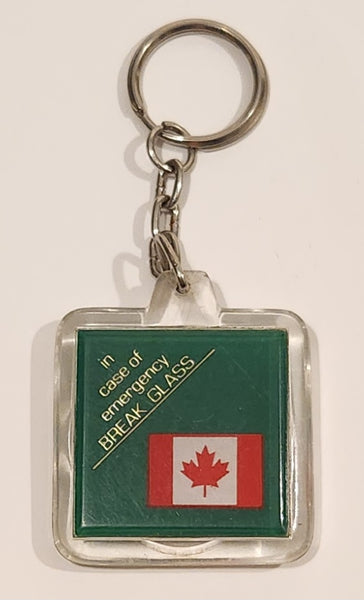 in
case of
emergency
BREAK GLASS